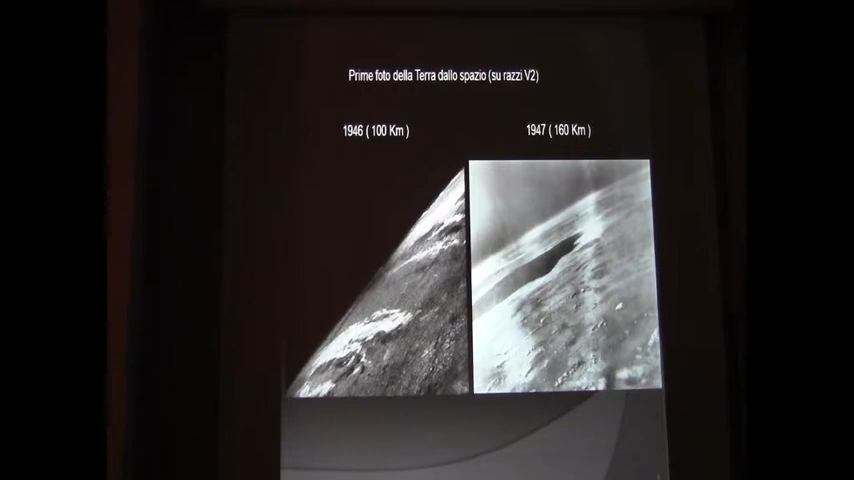 Prime foto della Terra dallo spazio (su razzi V2)
1946 ( 100 Km )
1947 ( 160 Km )